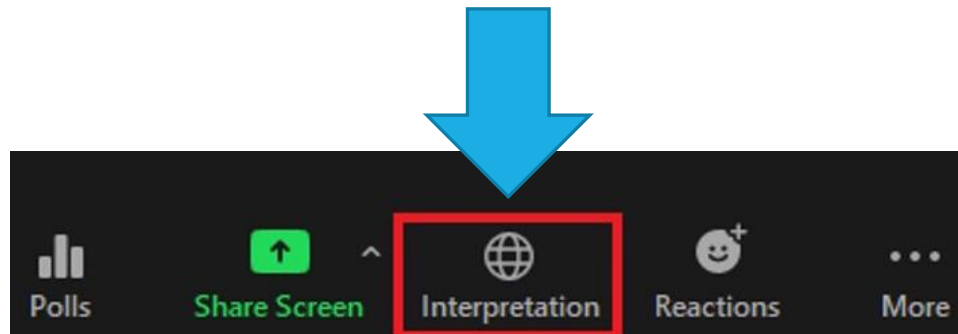 Polls
Share Screen
Interpretation
Reactions
More